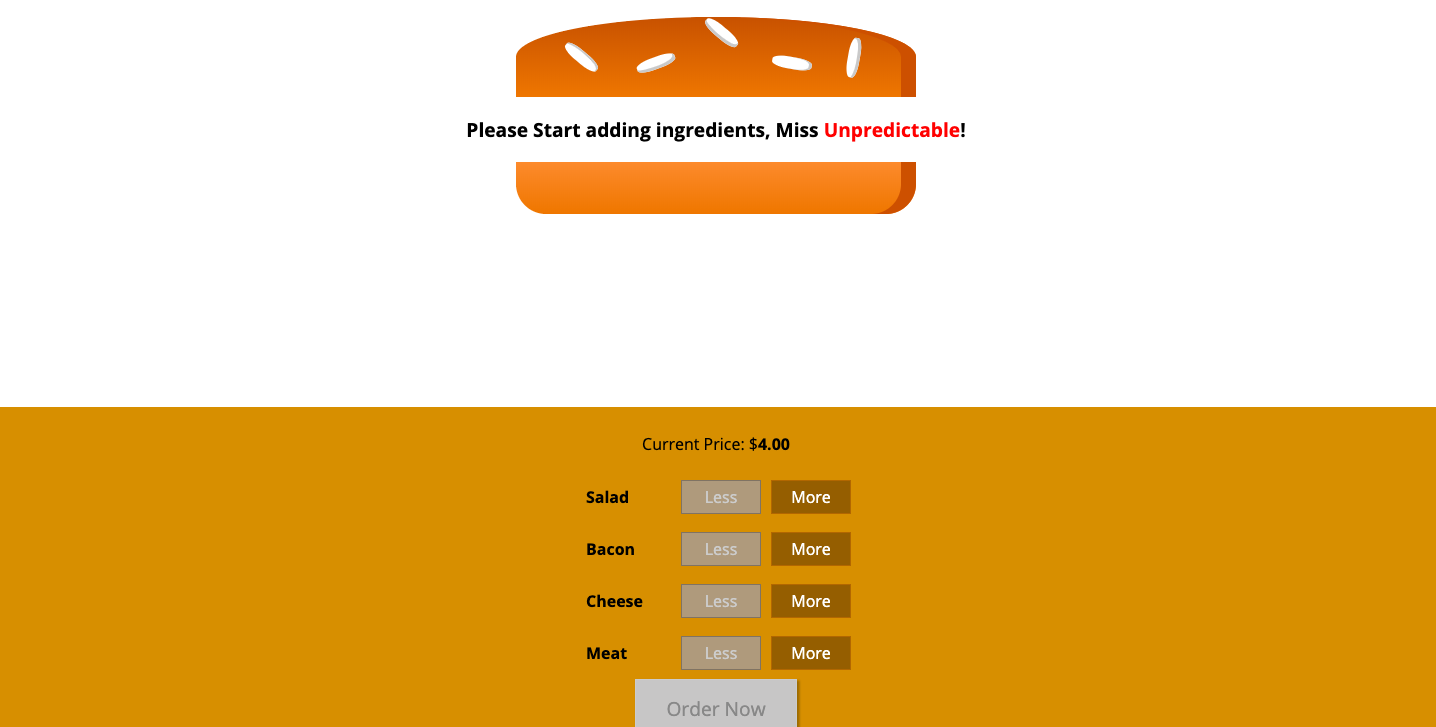 Please Start adding ingredients, Miss Unpredictable!
Current Price: $4.00
Salad Less More
Bacon Less More
Cheese Less More
Meat Less More
Order Now